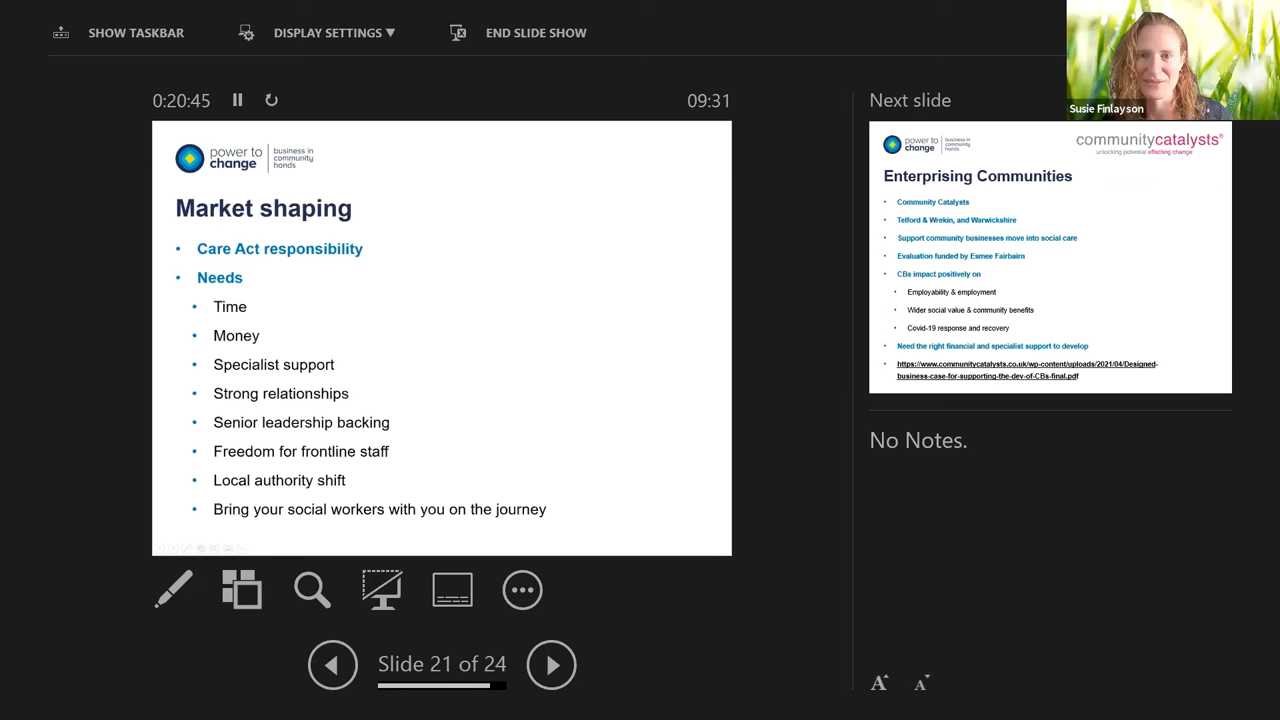 SHOW TASKBAR
DISPLAY SETTINGS ▼
END SLIDE SHOW
Susie Finlayson
0:20:45
09:31
Next slide
power to
change
business in
community
hands
Market shaping
• Care Act responsibility
• Needs
• Time
• Money
• Specialist support
• Strong relationships
• Senior leadership backing
• Freedom for frontline staff
• Local authority shift
• Bring your social workers with you on the journey
power to
change
business in
community
hands
communitycatalysts®
unlocking potential effecting change
Enterprising Communities
• Community Catalysts
• Telford & Wrekin, and Warwickshire
• Support community businesses move into social care
• Evaluation funded by Esmee Fairbairn
• CBs impact positively on
• Employability & employment
• Wider social value & community benefits
• Covid-19 response and recovery
• Need the right financial and specialist support to develop
• https://www.communitycatalysts.co.uk/wp-content/uploads/2021/04/Designed-
business-case-for-supporting-the-dev-of-CBs-final.pdf
No Notes.
Slide 21 of 24
A A